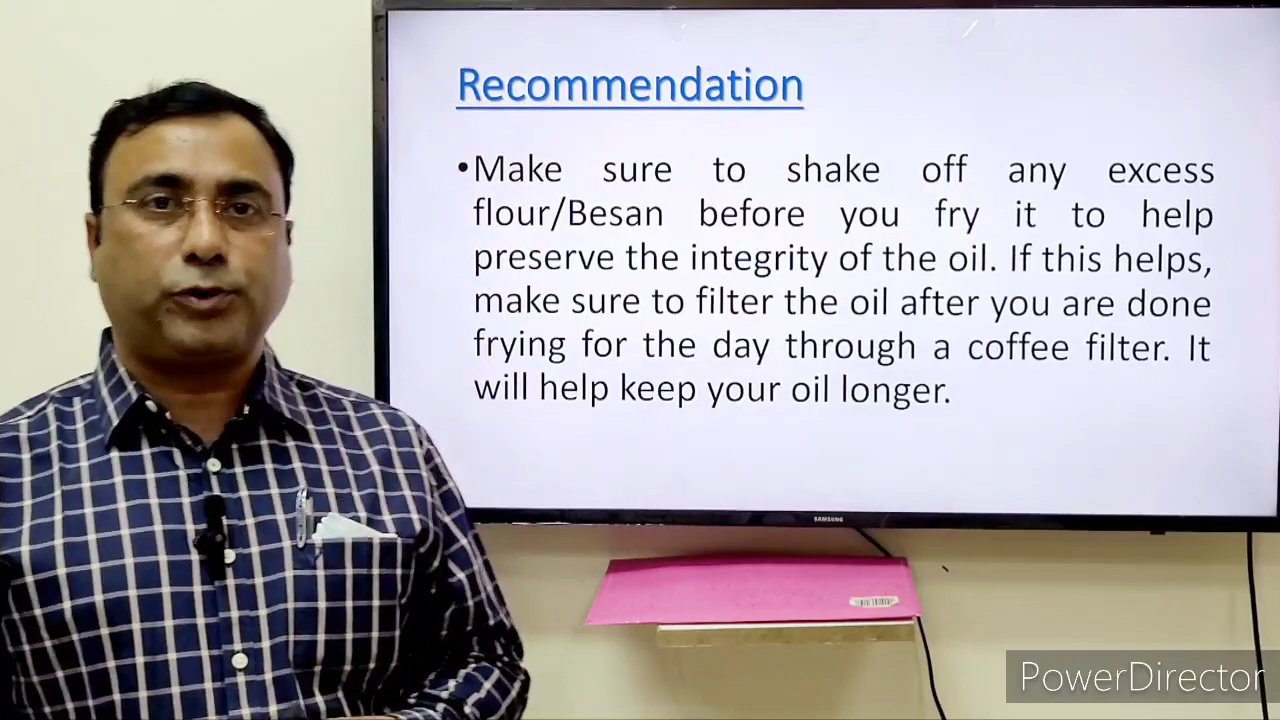 Recommendation
•Make sure to shake off any excess
flour/Besan before you fry it to help
preserve the integrity of the oil. If this helps,
make sure to filter the oil after you are done
frying for the day through a coffee filter. It
will help keep your oil longer.
SAMSUNG
PowerDirector